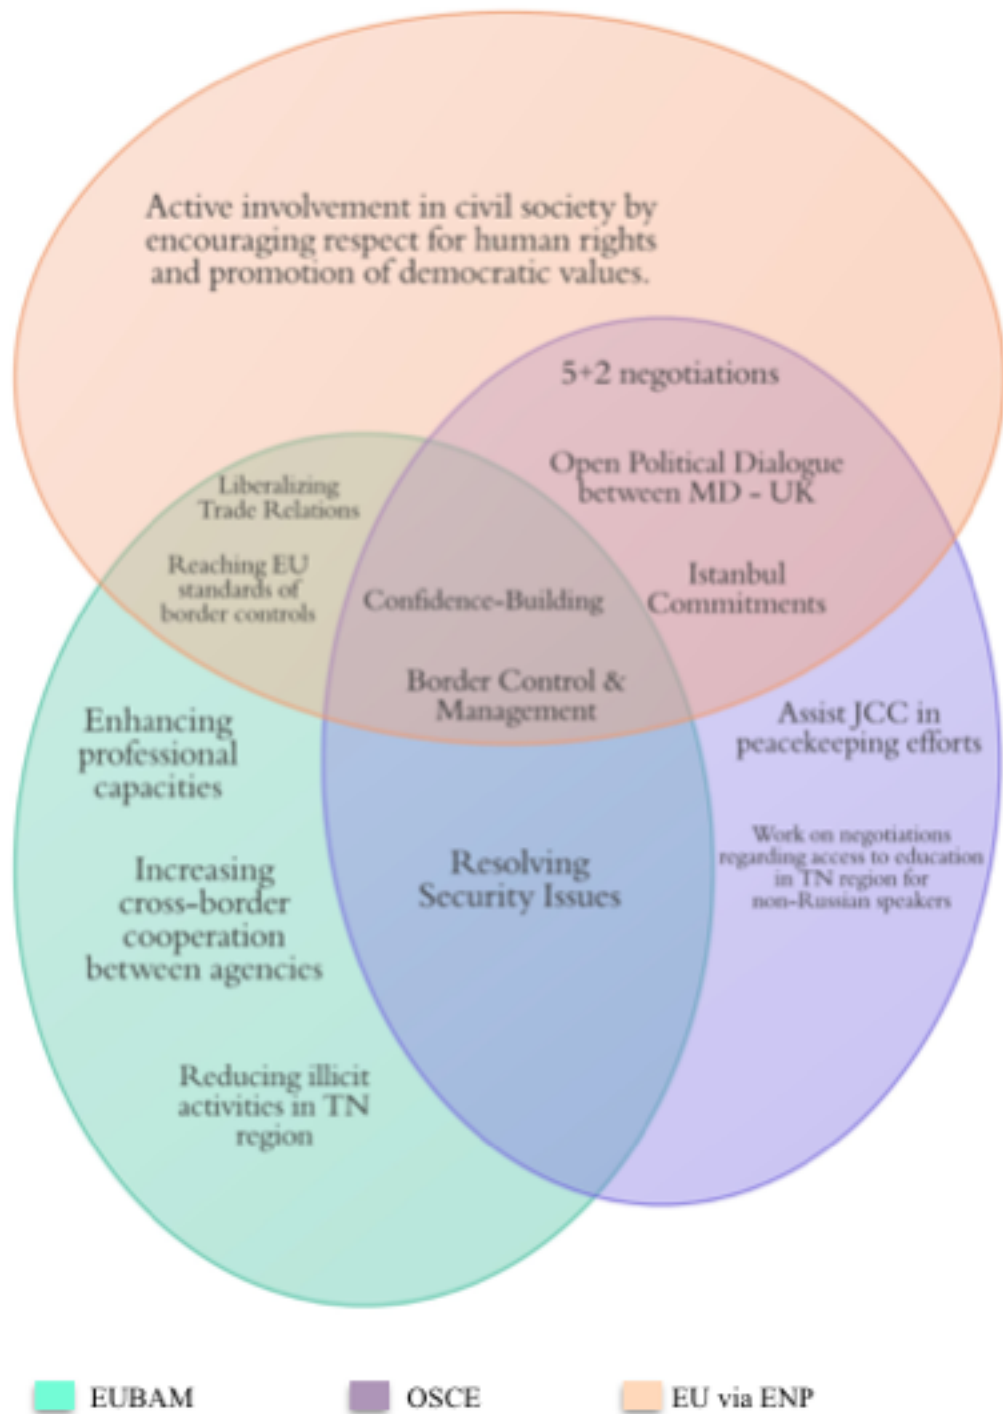 Active involvement in civil society by
encouraging respect for human rights
and promotion of democratic values.
5+2 negotiations
Open Political Dialogue
between MD - UK
Istanbul
Commitments
Liberalizing
Trade Relations
Reaching EU
standards of
border controls
Confidence-Building
Border Control &
Management
Enhancing
professional
capacities
Increasing
cross-border
cooperation
between agencies
Reducing illicit
activities in TN
region
Resolving
Security Issues
Assist JCC in
peacekeeping efforts
Work on negotiations
regarding access to education
in TN region for
non-Russian speakers
EUBAM
OSCE
EU via ENP